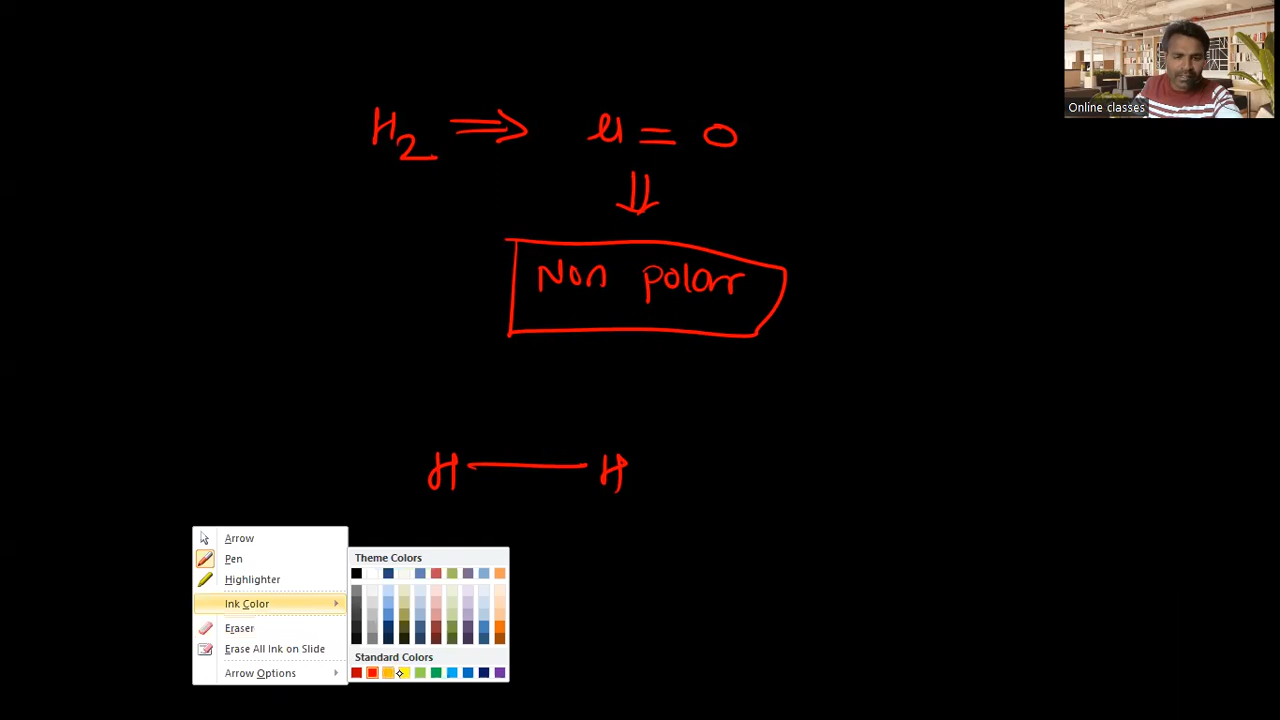 Online classes
H₂ ⇒ μ = 0
⇓
Non polar
H — H
Arrow
Pen
Highlighter
Ink Color
Eraser
Erase All Ink on Slide
Arrow Options
Theme Colors
Standard Colors